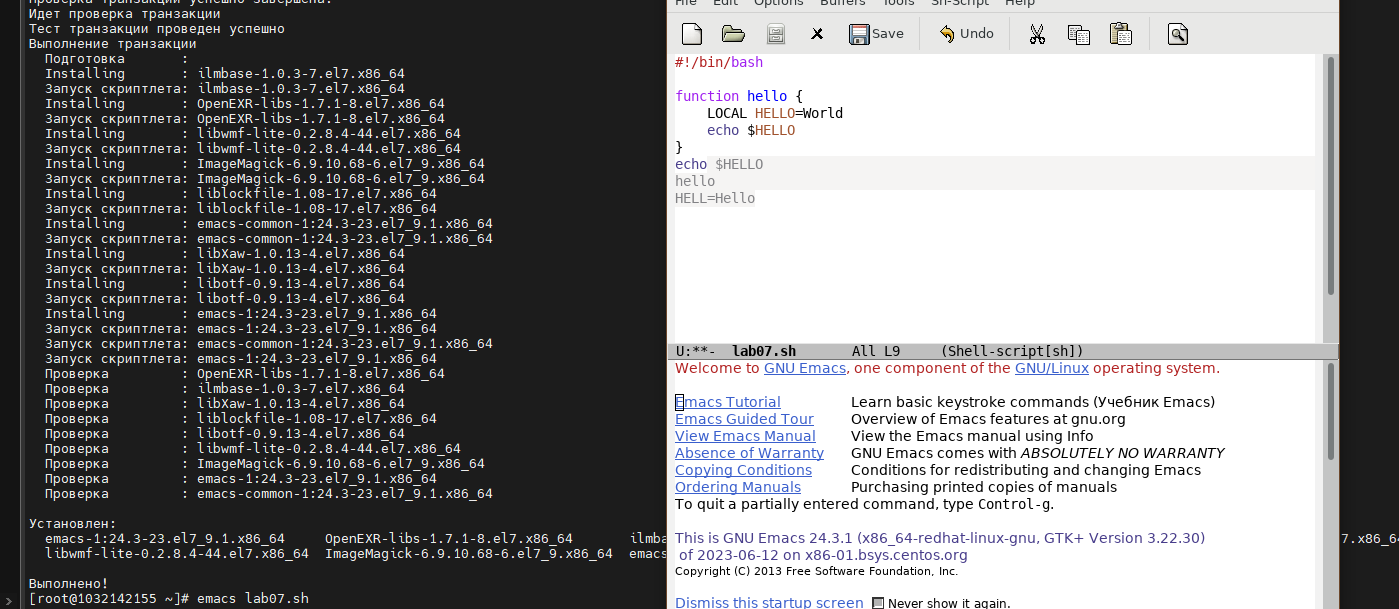 Проверка транзакции успешно завершена.
Идет проверка транзакции
Тест транзакции проведен успешно
Выполнение транзакции
Подготовка :
Installing : ilmbase-1.0.3-7.el7.x86_64
Запуск скриптлета: ilmbase-1.0.3-7.el7.x86_64
Installing : OpenEXR-libs-1.7.1-8.el7.x86_64
Запуск скриптлета: OpenEXR-libs-1.7.1-8.el7.x86_64
Installing : libwmf-lite-0.2.8.4-44.el7.x86_64
Запуск скриптлета: libwmf-lite-0.2.8.4-44.el7.x86_64
Installing : ImageMagick-6.9.10.68-6.el7_9.x86_64
Запуск скриптлета: ImageMagick-6.9.10.68-6.el7_9.x86_64
Installing : liblockfile-1.08-17.el7.x86_64
Запуск скриптлета: liblockfile-1.08-17.el7.x86_64
Installing : emacs-common-1:24.3-23.el7_9.1.x86_64
Запуск скриптлета: emacs-common-1:24.3-23.el7_9.1.x86_64
Installing : libXaw-1.0.13-4.el7.x86_64
Запуск скриптлета: libXaw-1.0.13-4.el7.x86_64
Installing : libotf-0.9.13-4.el7.x86_64
Запуск скриптлета: libotf-0.9.13-4.el7.x86_64
Installing : emacs-1:24.3-23.el7_9.1.x86_64
Запуск скриптлета: emacs-1:24.3-23.el7_9.1.x86_64
Запуск скриптлета: emacs-common-1:24.3-23.el7_9.1.x86_64
Запуск скриптлета: emacs-1:24.3-23.el7_9.1.x86_64
Проверка : OpenEXR-libs-1.7.1-8.el7.x86_64
Проверка : ilmbase-1.0.3-7.el7.x86_64
Проверка : libXaw-1.0.13-4.el7.x86_64
Проверка : liblockfile-1.08-17.el7.x86_64
Проверка : libotf-0.9.13-4.el7.x86_64
Проверка : libwmf-lite-0.2.8.4-44.el7.x86_64
Проверка : ImageMagick-6.9.10.68-6.el7_9.x86_64
Проверка : emacs-1:24.3-23.el7_9.1.x86_64
Проверка : emacs-common-1:24.3-23.el7_9.1.x86_64
Установлен:
emacs-1:24.3-23.el7_9.1.x86_64 OpenEXR-libs-1.7.1-8.el7.x86_64 ilmba 7.x86_64
libwmf-lite-0.2.8.4-44.el7.x86_64 ImageMagick-6.9.10.68-6.el7_9.x86_64 emacs
Выполнено!
[root@1032142155 ~]# emacs lab07.sh
File Edit Options Buffers Tools Sh-Script Help
Save Undo
#!/bin/bash
function hello {
LOCAL HELLO=World
echo $HELLO
}
echo $HELLO
hello
HELL=Hello
U:**- lab07.sh All L9 (Shell-script[sh])
Welcome to GNU Emacs, one component of the GNU/Linux operating system.
Emacs Tutorial Learn basic keystroke commands (Учебник Emacs)
Emacs Guided Tour Overview of Emacs features at gnu.org
View Emacs Manual View the Emacs manual using Info
Absence of Warranty GNU Emacs comes with ABSOLUTELY NO WARRANTY
Copying Conditions Conditions for redistributing and changing Emacs
Ordering Manuals Purchasing printed copies of manuals
To quit a partially entered command, type Control-g.
This is GNU Emacs 24.3.1 (x86_64-redhat-linux-gnu, GTK+ Version 3.22.30)
of 2023-06-12 on x86-01.bsys.centos.org
Copyright (C) 2013 Free Software Foundation, Inc.
Dismiss this startup screen Never show it again.